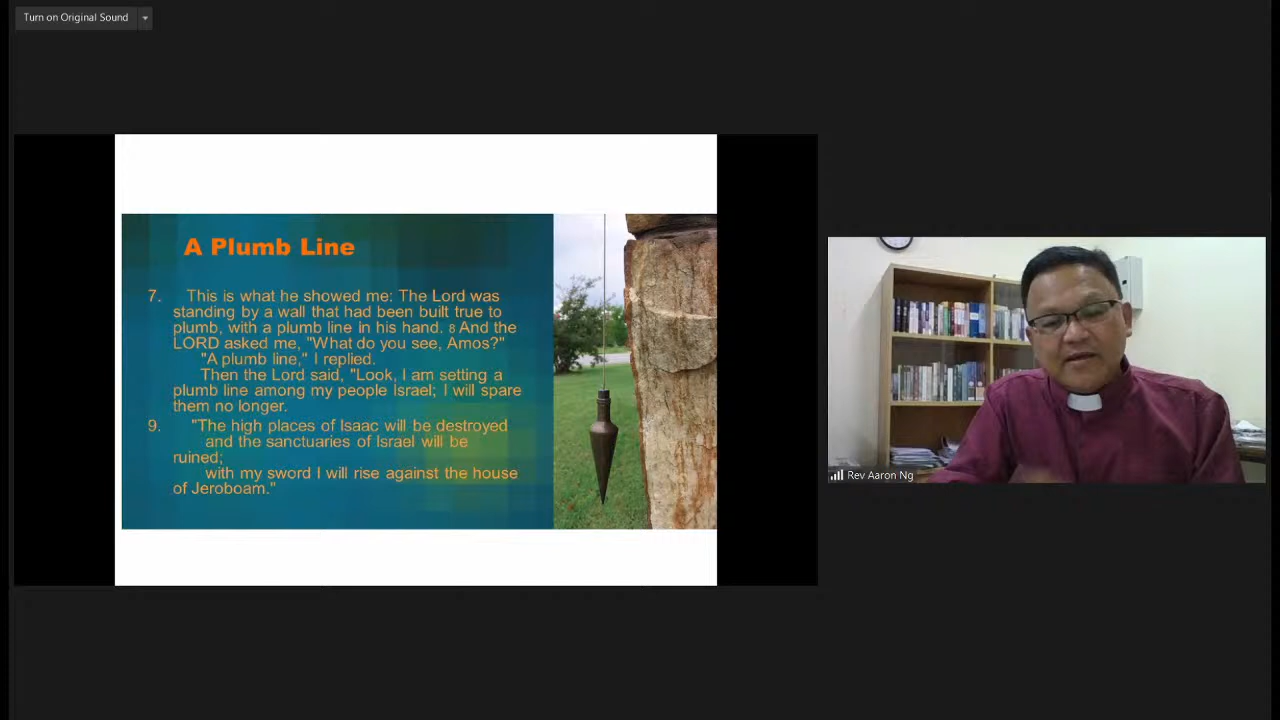 Turn on Original Sound
A Plumb Line
7. This is what he showed me: The Lord was
standing by a wall that had been built true to
plumb, with a plumb line in his hand. 8 And the
LORD asked me, "What do you see, Amos?"
"A plumb line," I replied.
Then the Lord said, "Look, I am setting a
plumb line among my people Israel; I will spare
them no longer.
9. "The high places of Isaac will be destroyed
and the sanctuaries of Israel will be
ruined;
with my sword I will rise against the house
of Jeroboam."
Rev Aaron Ng